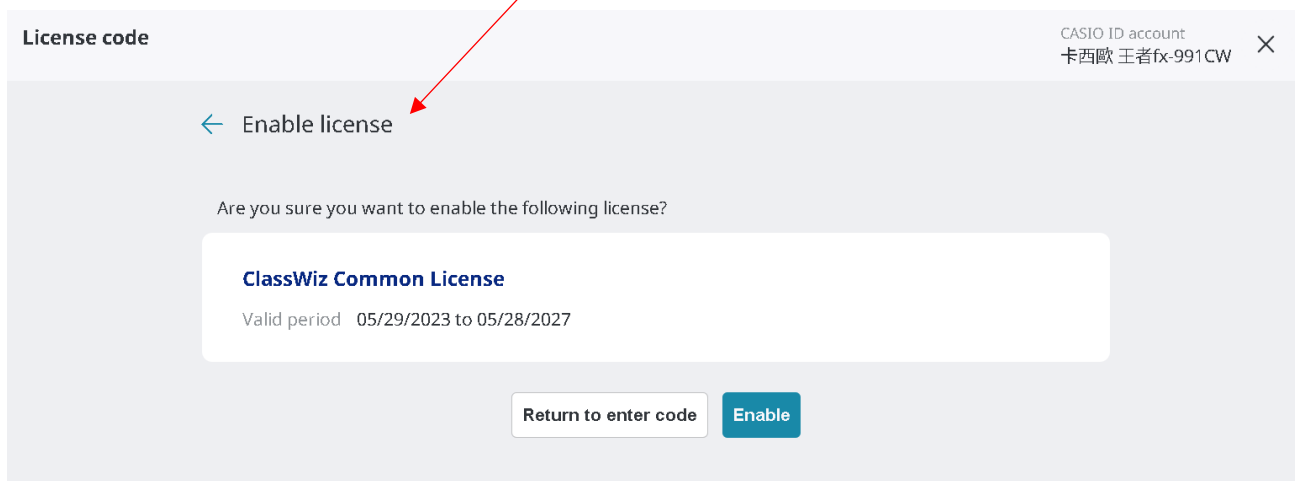 License code
CASIO ID account
卡西歐 王者fx-991CW
Enable license
Are you sure you want to enable the following license?
ClassWiz Common License
Valid period 05/29/2023 to 05/28/2027
Return to enter code
Enable